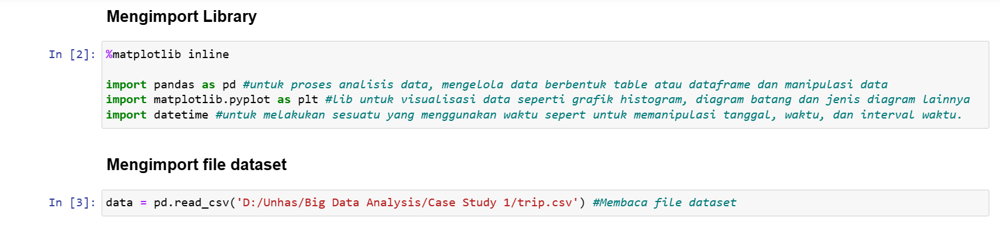 Mengimport Library
In [2]: %matplotlib inline
import pandas as pd #untuk proses analisis data, mengelola data berbentuk table atau dataframe dan manipulasi data
import matplotlib.pyplot as plt #lib untuk visualisasi data seperti grafik histogram, diagram batang dan jenis diagram lainnya
import datetime #untuk melakukan sesuatu yang menggunakan waktu sepert untuk memanipulasi tanggal, waktu, dan interval waktu.
Mengimport file dataset
In [3]: data = pd.read_csv('D:/Unhas/Big Data Analysis/Case Study 1/trip.csv') #Membaca file dataset